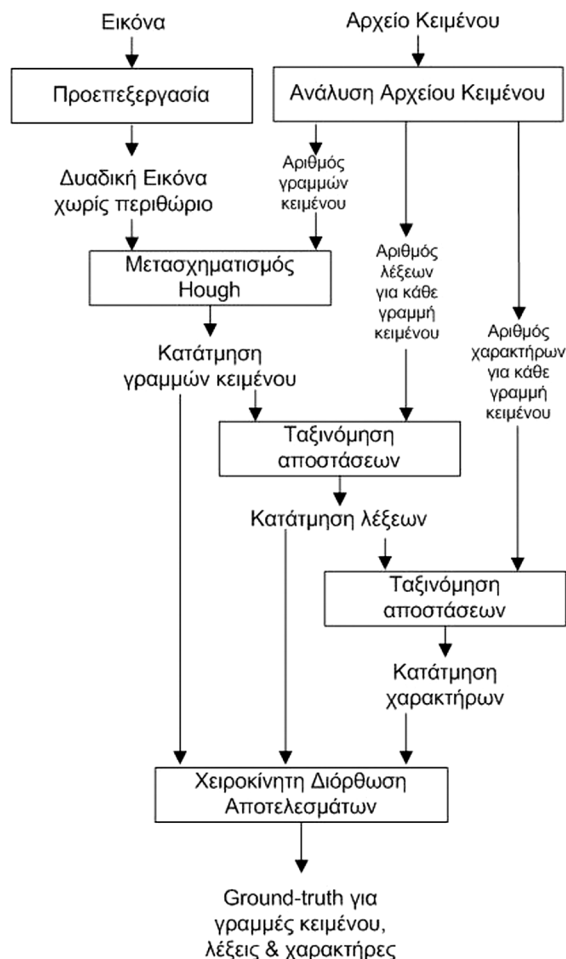 Εικόνα
Αρχείο Κειμένου
Προεπεξεργασία
Ανάλυση Αρχείου Κειμένου
Δυαδική Εικόνα
χωρίς περιθώριο
Αριθμός
γραμμών
κειμένου
Μετασχηματισμός
Hough
Αριθμός
λέξεων
για κάθε
γραμμή
κειμένου
Αριθμός
χαρακτήρων
για κάθε
γραμμή
κειμένου
Κατάτμηση
γραμμών κειμένου
Ταξινόμηση
αποστάσεων
Κατάτμηση λέξεων
Ταξινόμηση
αποστάσεων
Κατάτμηση
χαρακτήρων
Χειροκίνητη Διόρθωση
Αποτελεσμάτων
Ground-truth για
γραμμές κειμένου,
λέξεις & χαρακτήρες